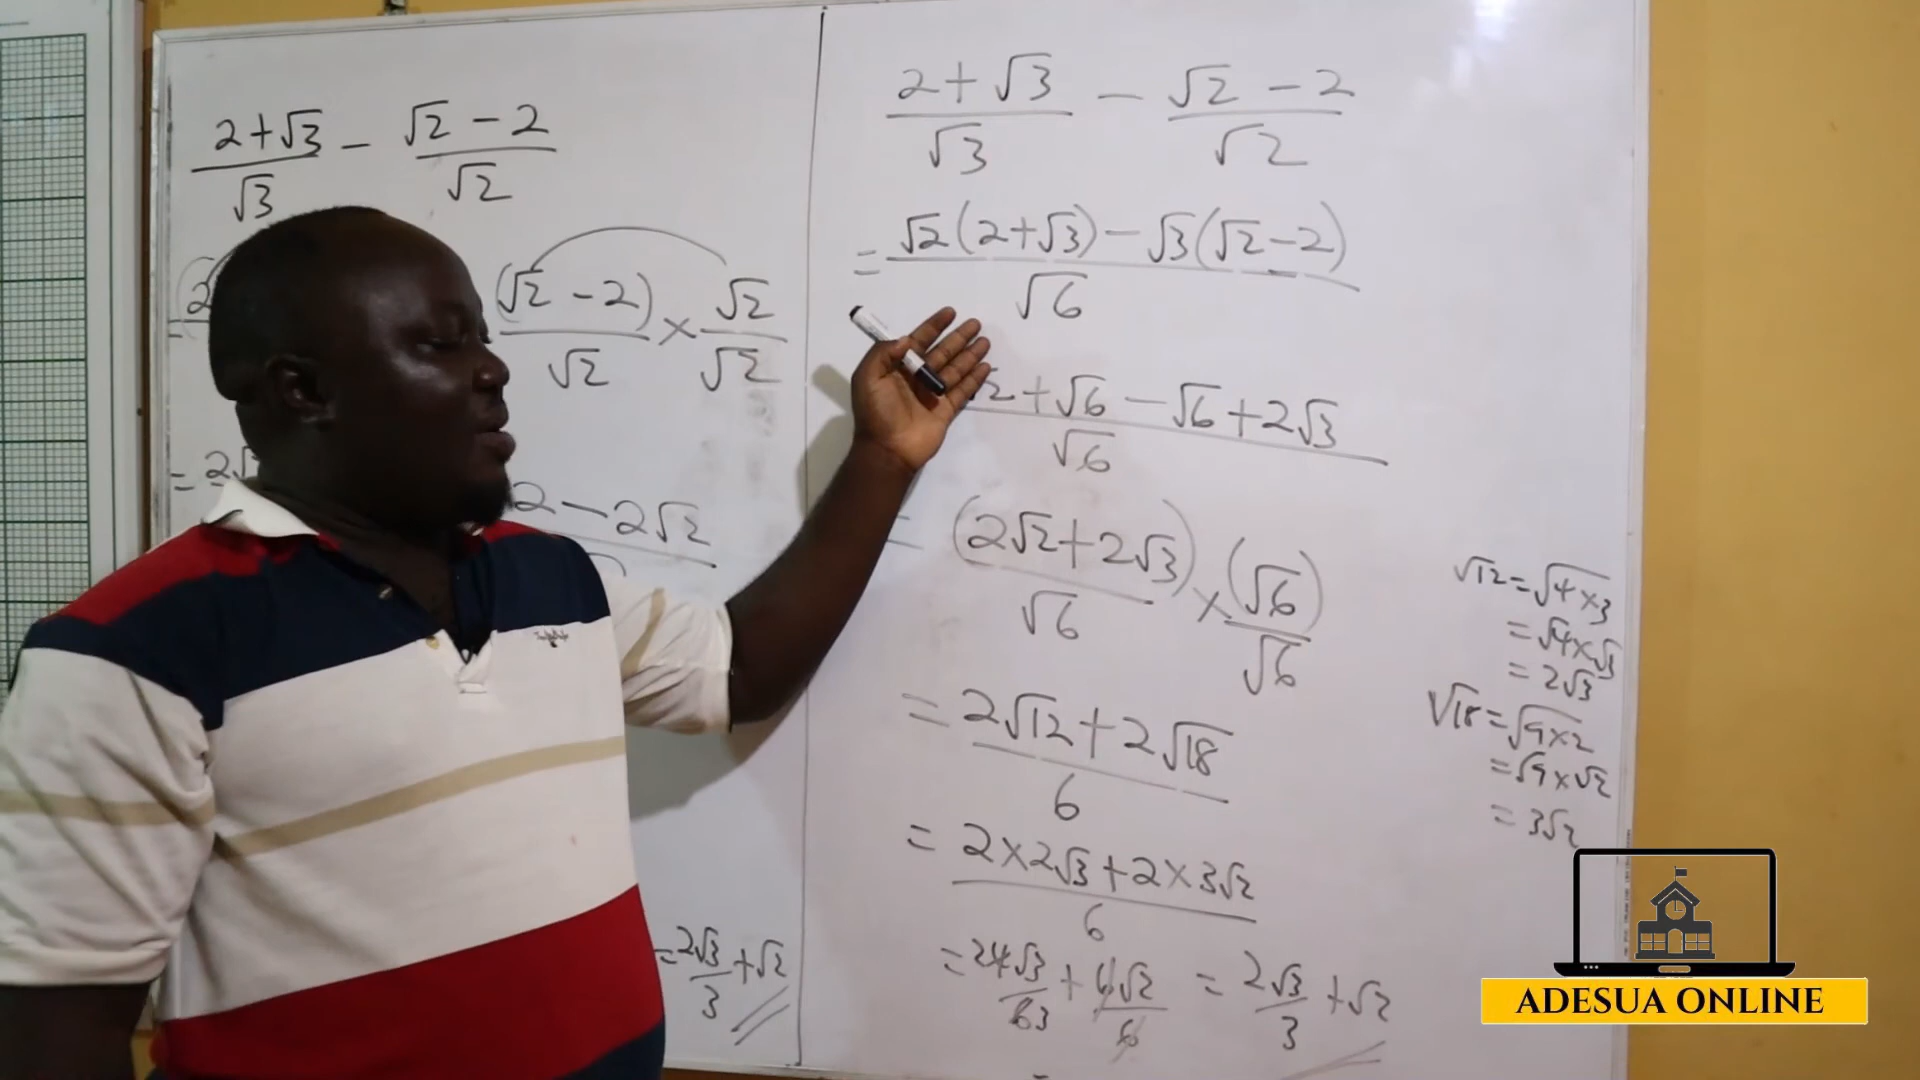 2+√3/√3 − √2−2/√2
(√2−2)/√2 × √2/√2
= 2√
2−2√2
= 2√3/3 + √2
2+√3/√3 − √2−2/√2
= √2(2+√3)−√3(√2−2)/√6
√2+√6−√6+2√3/√6
= (2√2+2√3)/√6 × (√6)/√6
= 2√12+2√18/6
= 2×2√3+2×3√2/6
= 24√3/63 + 6√2/6 = 2√3/3 + √2
√12=√4×3
=√4×√3
= 2√3
√18=√9×2
=√9×√2
= 3√2
ADESUA ONLINE